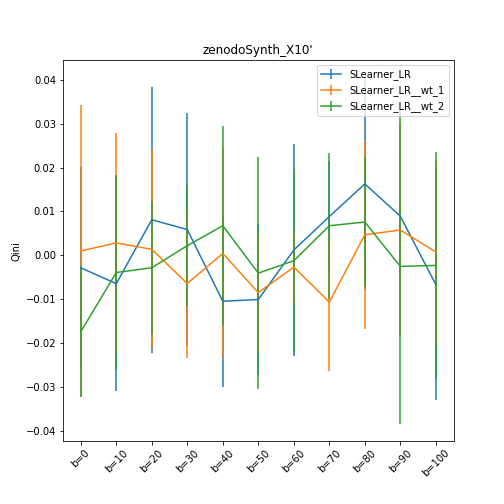 zenodoSynth_X10'
SLearner_LR
SLearner_LR__wt_1
SLearner_LR__wt_2
Qini
0.04
0.03
0.02
0.01
0.00
−0.01
−0.02
−0.03
−0.04
b=0
b=10
b=20
b=30
b=40
b=50
b=60
b=70
b=80
b=90
b=100